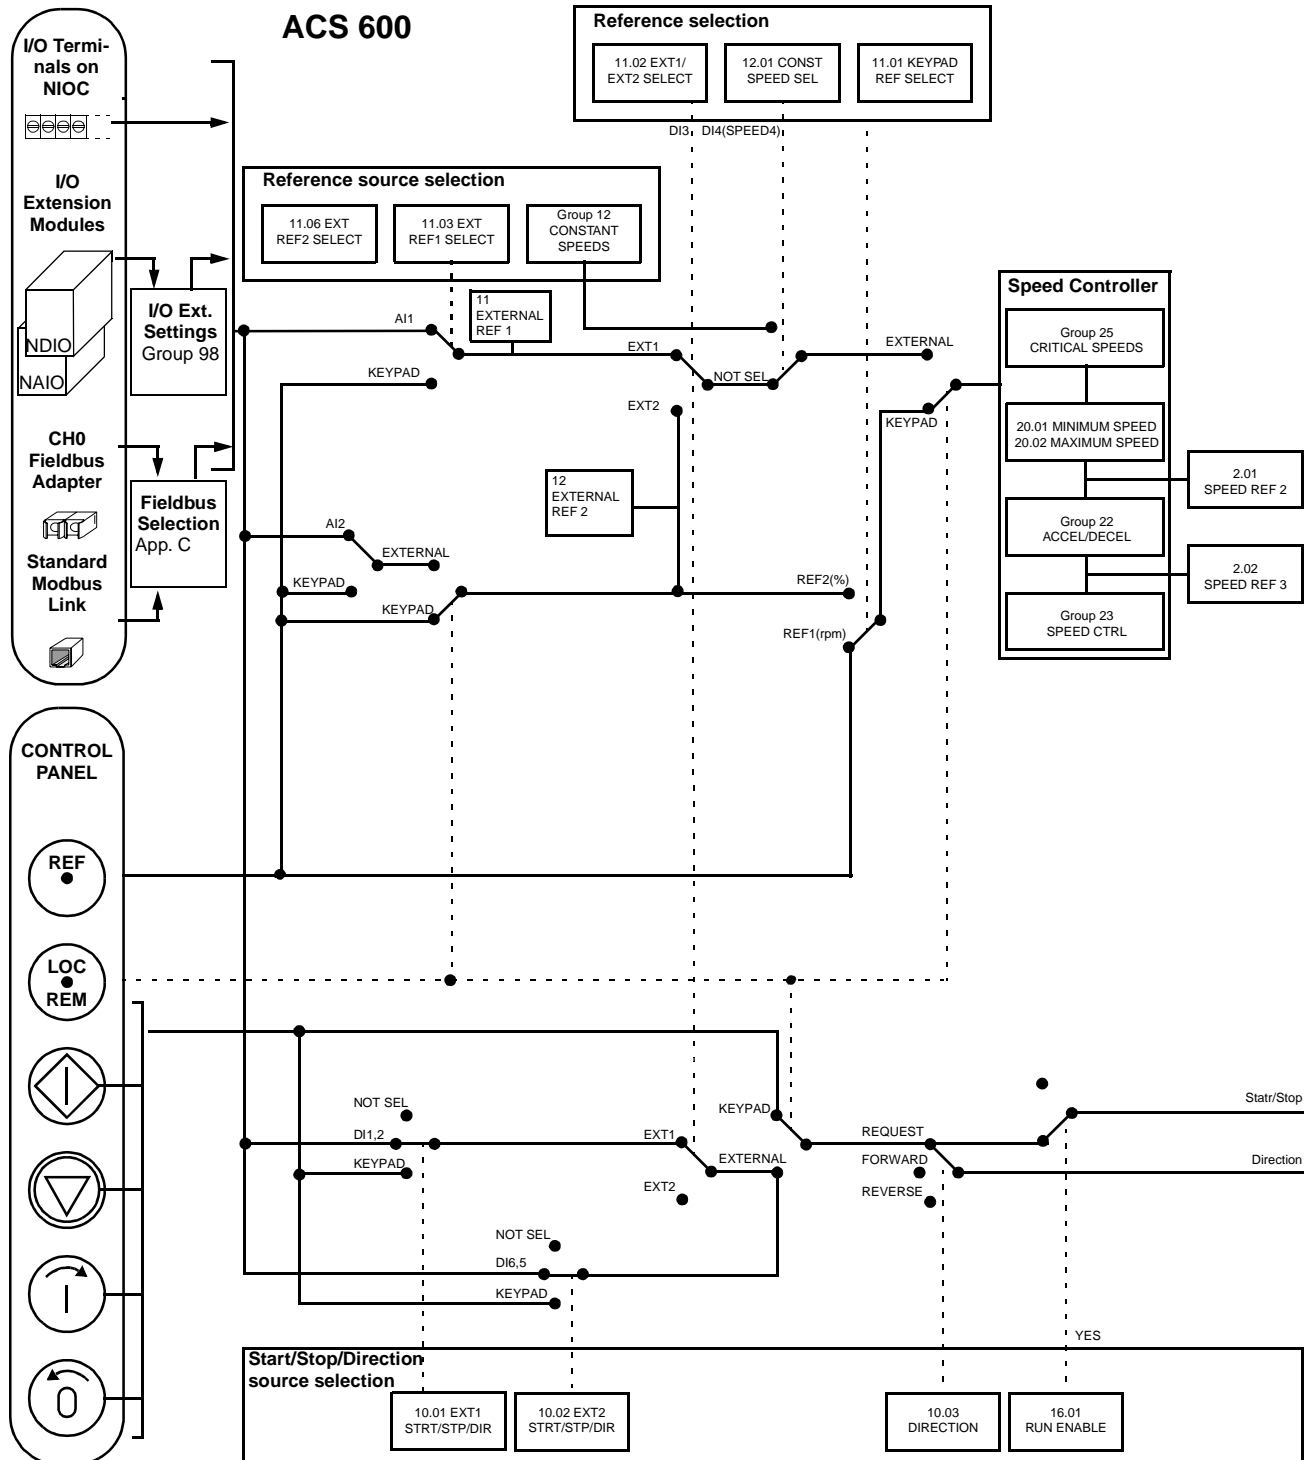 ACS 600
I/O Termi-
nals on
NIOC
I/O
Extension
Modules
NDIO
NAIO
I/O Ext.
Settings
Group 98
CH0
Fieldbus
Adapter
Fieldbus
Selection
App. C
Standard
Modbus
Link
Reference selection
11.02 EXT1/
EXT2 SELECT
12.01 CONST
SPEED SEL
11.01 KEYPAD
REF SELECT
DI3
DI4(SPEED4)
Reference source selection
11.06 EXT
REF2 SELECT
11.03 EXT
REF1 SELECT
Group 12
CONSTANT
SPEEDS
AI1
11
EXTERNAL
REF 1
KEYPAD
EXT1
NOT SEL
EXTERNAL
EXT2
KEYPAD
12
EXTERNAL
REF 2
AI2
EXTERNAL
KEYPAD
KEYPAD
REF2(%)
REF1(rpm)
Speed Controller
Group 25
CRITICAL SPEEDS
20.01 MINIMUM SPEED
20.02 MAXIMUM SPEED
2.01
SPEED REF 2
Group 22
ACCEL/DECEL
2.02
SPEED REF 3
Group 23
SPEED CTRL
CONTROL
PANEL
REF
LOC
REM
NOT SEL
DI1,2
KEYPAD
EXT1
EXT2
KEYPAD
EXTERNAL
NOT SEL
DI6,5
KEYPAD
REQUEST
FORWARD
REVERSE
Statr/Stop
Direction
YES
Start/Stop/Direction
source selection
10.01 EXT1
STRT/STP/DIR
10.02 EXT2
STRT/STP/DIR
10.03
DIRECTION
16.01
RUN ENABLE